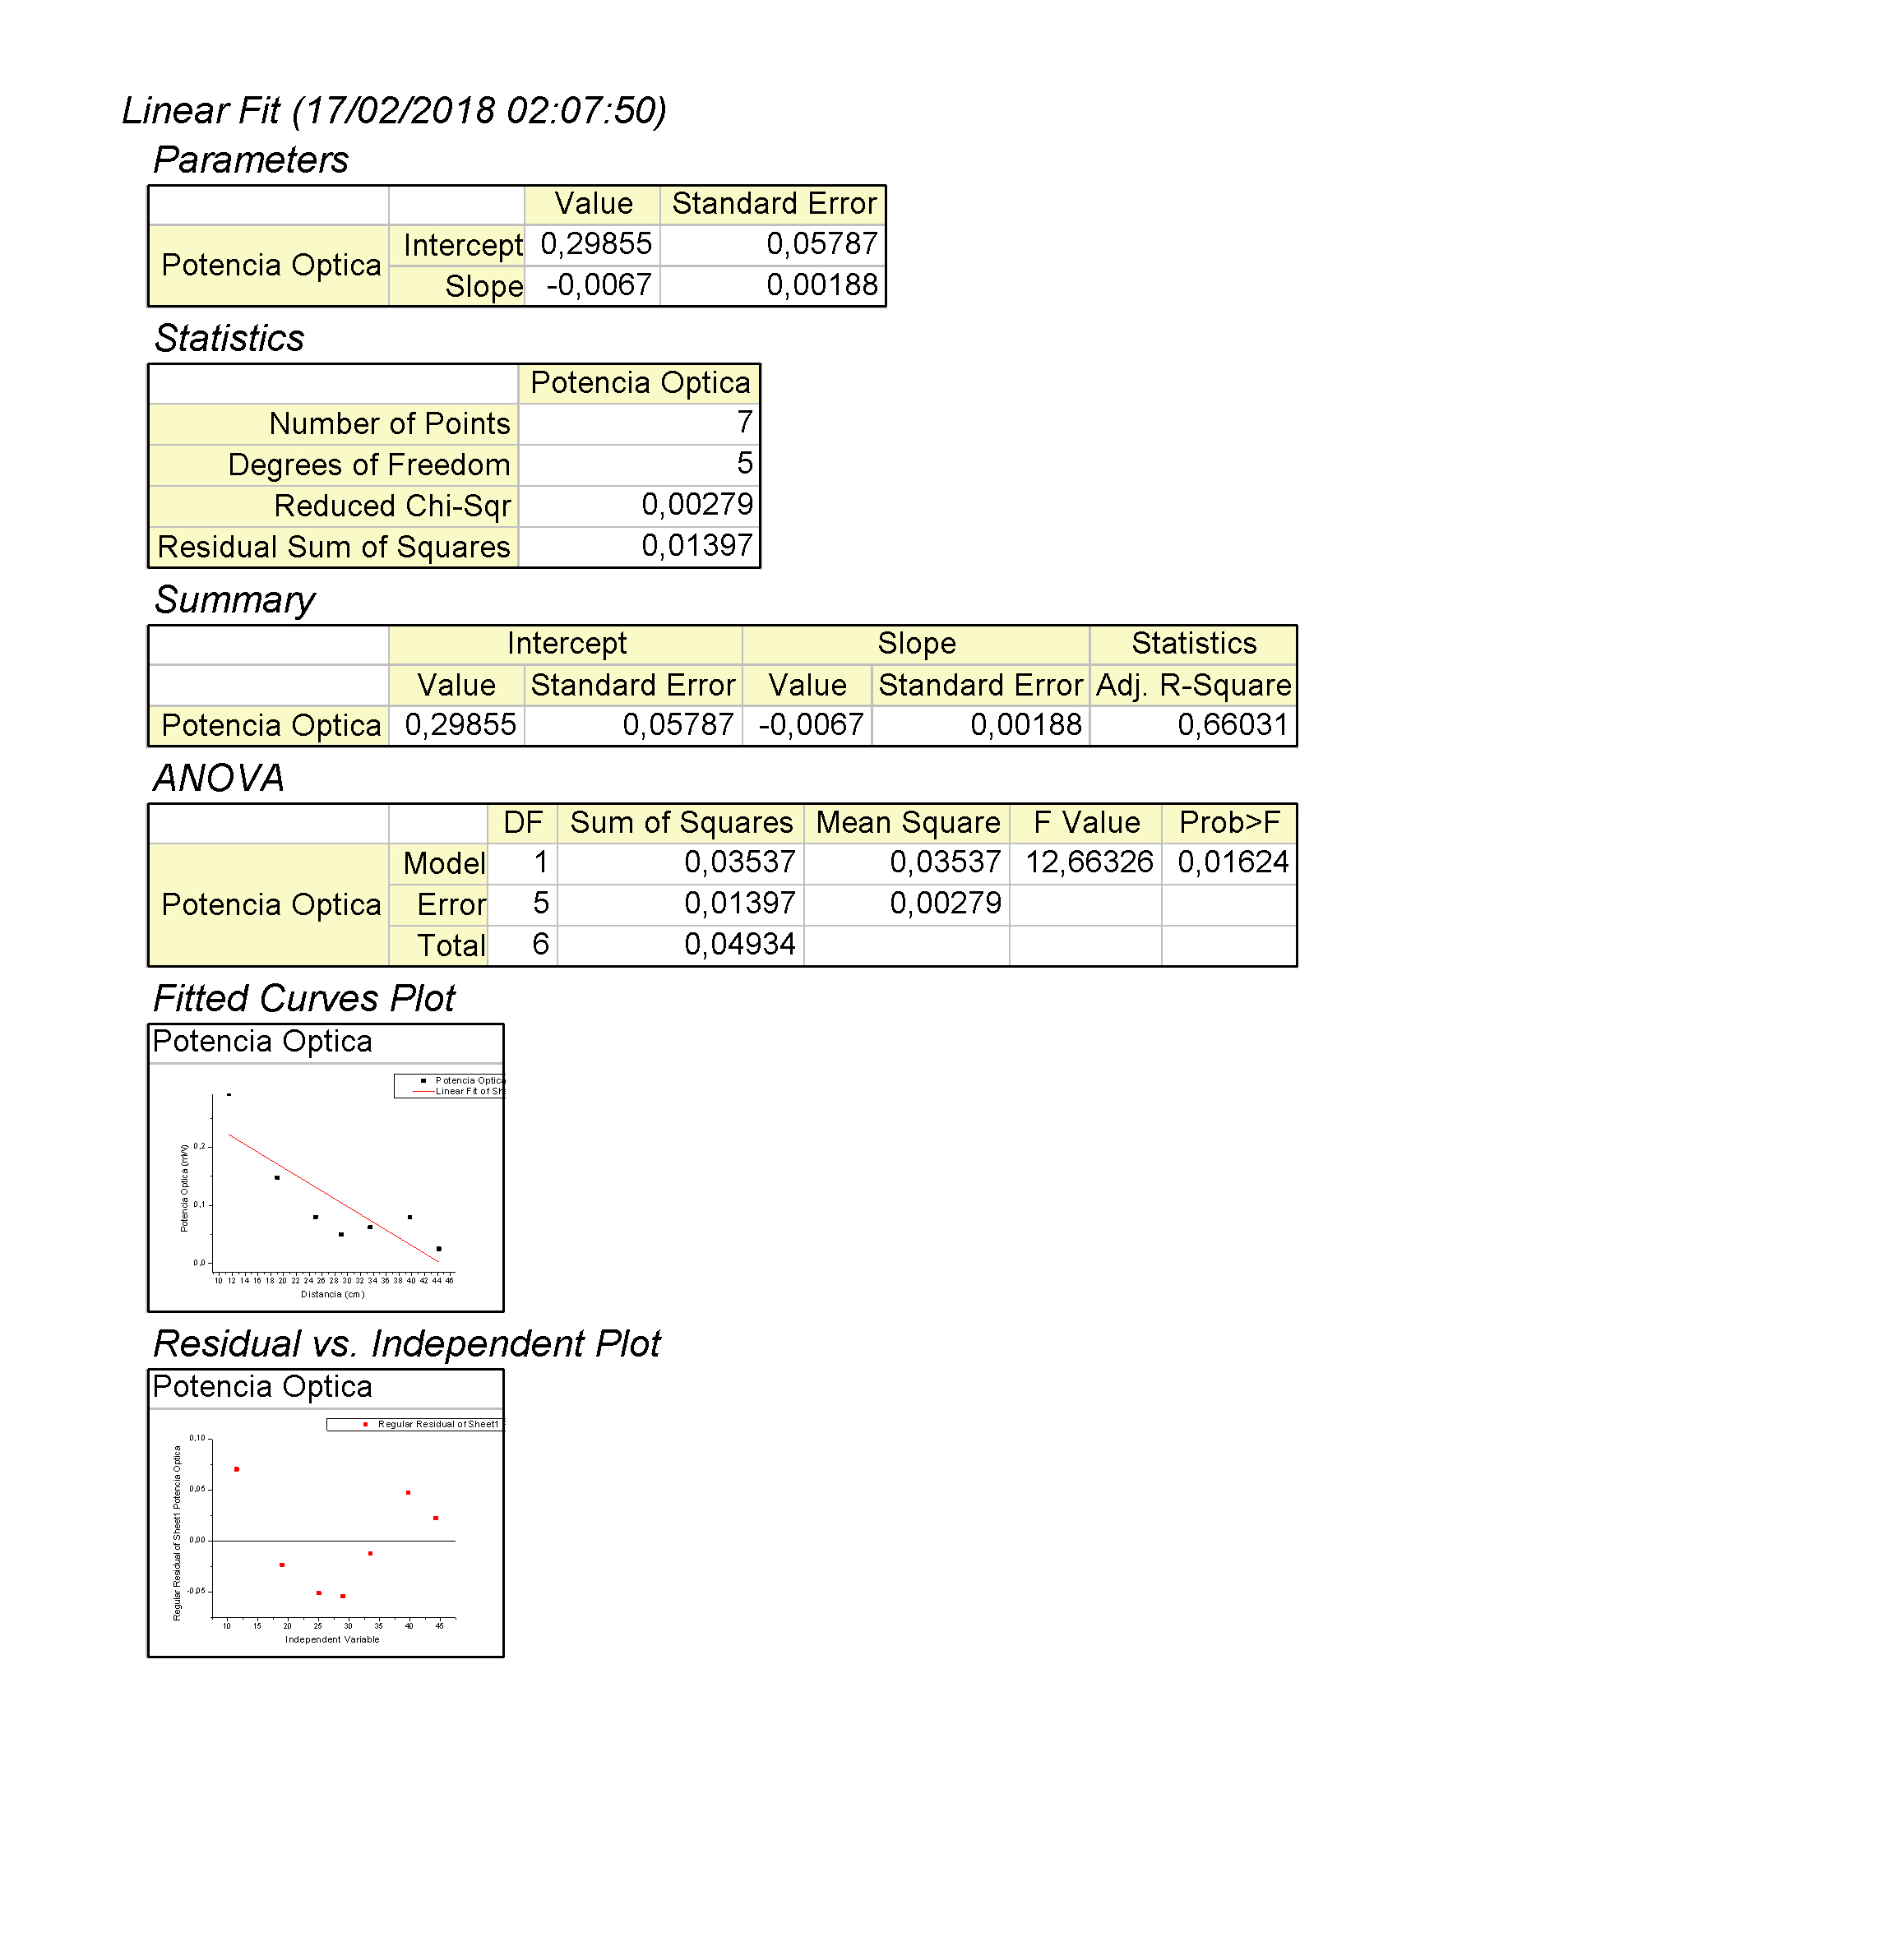 Linear Fit (17/02/2018 02:07:50)
Parameters
Value Standard Error
Potencia Optica Intercept 0,29855 0,05787
Slope -0,0067 0,00188
Statistics
Potencia Optica
Number of Points 7
Degrees of Freedom 5
Reduced Chi-Sqr 0,00279
Residual Sum of Squares 0,01397
Summary
Intercept Slope Statistics
Value Standard Error Value Standard Error Adj. R-Square
Potencia Optica 0,29855 0,05787 -0,0067 0,00188 0,66031
ANOVA
DF Sum of Squares Mean Square F Value Prob>F
Potencia Optica Model 1 0,03537 0,03537 12,66326 0,01624
Error 5 0,01397 0,00279
Total 6 0,04934
Fitted Curves Plot
Potencia Optica
Potencia Optica
Linear Fit of Sh
Potencia Optica (mW)
0,2
0,1
0,0
10 12 14 16 18 20 22 24 26 28 30 32 34 36 38 40 42 44 46
Distancia (cm)
Residual vs. Independent Plot
Potencia Optica
Regular Residual of Sheet1
Regular Residual of Sheet1 Potencia Optica
0,10
0,05
0,00
-0,05
10 15 20 25 30 35 40 45
Independent Variable